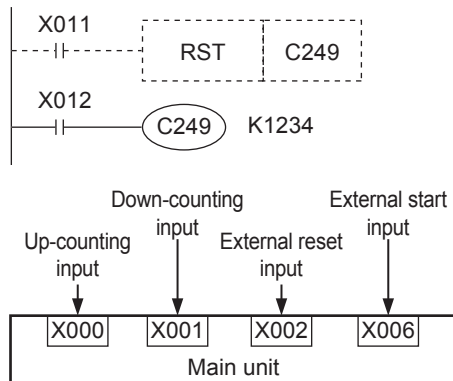 X011
RST C249
X012
C249 K1234
Down-counting
input
External start
input
Up-counting
input
External reset
input
X000 X001 X002 X006
Main unit